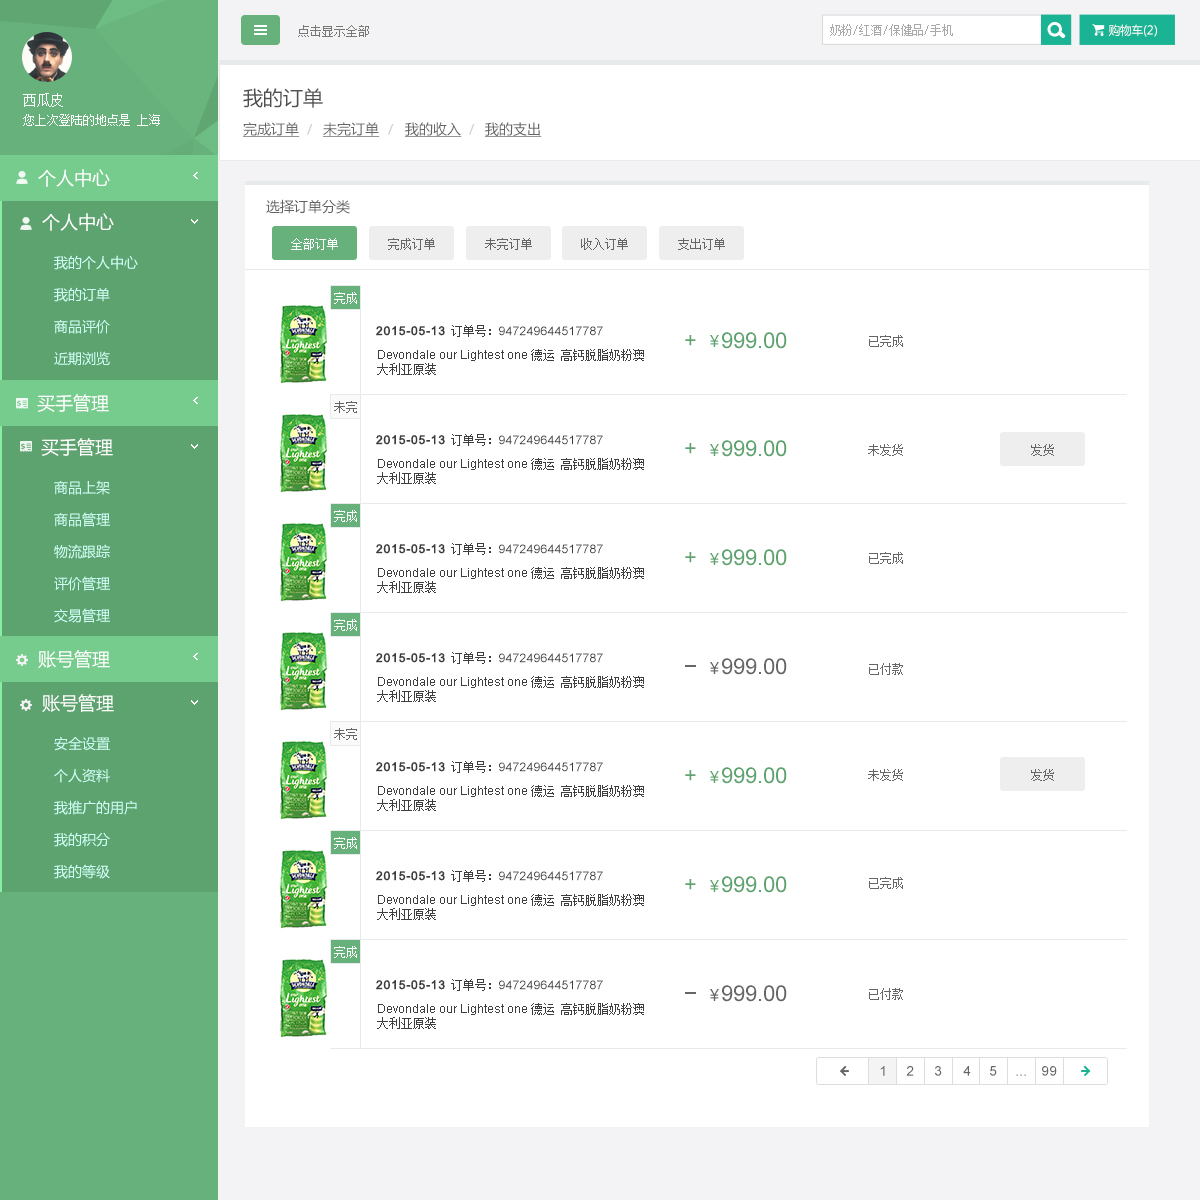 西瓜皮
您上次登陆的地点是 上海
个人中心
个人中心
我的个人中心
我的订单
商品评价
近期浏览
买手管理
买手管理
商品上架
商品管理
物流跟踪
评价管理
交易管理
账号管理
账号管理
安全设置
个人资料
我推广的用户
我的积分
我的等级
点击显示全部
奶粉/红酒/保健品/手机
购物车(2)
我的订单
完成订单 / 未完订单 / 我的收入 / 我的支出
选择订单分类
全部订单 完成订单 未完订单 收入订单 支出订单
完成
Lightest
one
2015-05-13 订单号：947249644517787
Devondale our Lightest one 德运 高钙脱脂奶粉澳
大利亚原装
+ ¥999.00
已完成
未完
Lightest
one
2015-05-13 订单号：947249644517787
Devondale our Lightest one 德运 高钙脱脂奶粉澳
大利亚原装
+ ¥999.00
未发货
发货
完成
Lightest
one
2015-05-13 订单号：947249644517787
Devondale our Lightest one 德运 高钙脱脂奶粉澳
大利亚原装
+ ¥999.00
已完成
完成
Lightest
one
2015-05-13 订单号：947249644517787
Devondale our Lightest one 德运 高钙脱脂奶粉澳
大利亚原装
− ¥999.00
已付款
未完
Lightest
one
2015-05-13 订单号：947249644517787
Devondale our Lightest one 德运 高钙脱脂奶粉澳
大利亚原装
+ ¥999.00
未发货
发货
完成
Lightest
one
2015-05-13 订单号：947249644517787
Devondale our Lightest one 德运 高钙脱脂奶粉澳
大利亚原装
+ ¥999.00
已完成
完成
Lightest
one
2015-05-13 订单号：947249644517787
Devondale our Lightest one 德运 高钙脱脂奶粉澳
大利亚原装
− ¥999.00
已付款
← 1 2 3 4 5 ... 99 →